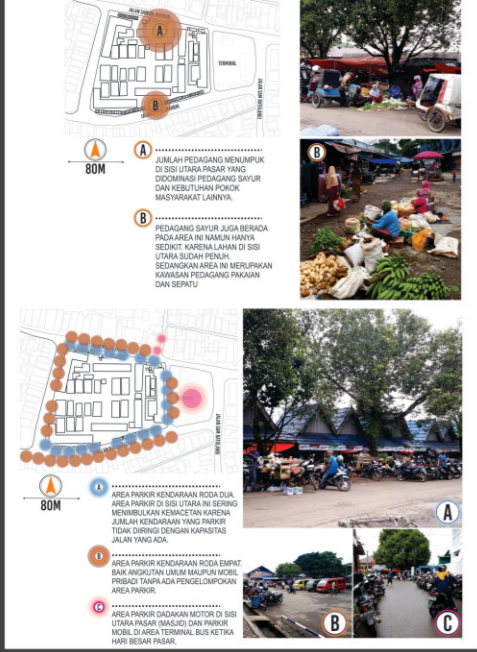 A
B
TERMINAL
80M
A
JUMLAH PEDAGANG MENUMPUK
DI SISI UTARA PASAR YANG
DIDOMINASI PEDAGANG SAYUR
DAN KEBUTUHAN POKOK
MASYARAKAT LAINNYA.
B
PEDAGANG SAYUR JUGA BERADA
PADA AREA INI NAMUN HANYA
SEDIKIT. KARENA LAHAN DI SISI
UTARA SUDAH PENUH.
SEDANGKAN AREA INI MERUPAKAN
KAWASAN PEDAGANG PAKAIAN
DAN SEPATU
B
80M
A
AREA PARKIR KENDARAAN RODA DUA.
AREA PARKIR DI SISI UTARA INI SERING
MENIMBULKAN KEMACETAN KARENA
JUMLAH KENDARAAN YANG PARKIR
TIDAK DIIRINGI DENGAN KAPASITAS
JALAN YANG ADA.
B
AREA PARKIR KENDARAAN RODA EMPAT.
BAIK ANGKUTAN UMUM MAUPUN MOBIL
PRIBADI TANPA ADA PENGELOMPOKAN
AREA PARKIR.
C
AREA PARKIR DADAKAN MOTOR DI SISI
UTARA PASAR (MASJID) DAN PARKIR
MOBIL DI AREA TERMINAL BUS KETIKA
HARI BESAR PASAR.
A
B
C